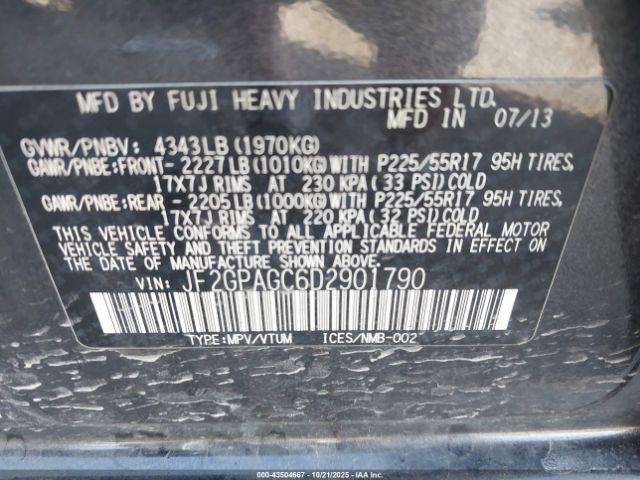 MFD BY FUJI HEAVY INDUSTRIES LTD.
MFD IN 07/13
GVWR/PNBV: 4343LB (1970KG)
GAWR/PNBE:FRONT-2227LB(1010KG)WITH P225/55R17 95H TIRES,
17X7J RIMS AT 230 KPA(33 PSI)COLD
GAWR/PNBE:REAR -2205LB(1000KG)WITH P225/55R17 95H TIRES,
17X7J RIMS AT 220 KPA(32 PSI)COLD
THIS VEHICLE CONFORMS TO ALL APPLICABLE FEDERAL MOTOR
VEHICLE SAFETY AND THEFT PREVENTION STANDARDS IN EFFECT ON
THE DATE OF MANUFACTURE SHOWN ABOVE.
VIN: JF2GPAGC6D2901790
TYPE:MPV/VTUM ICES/NMB-002
000-43504667 - 10/21/2025 - IAAI Copart